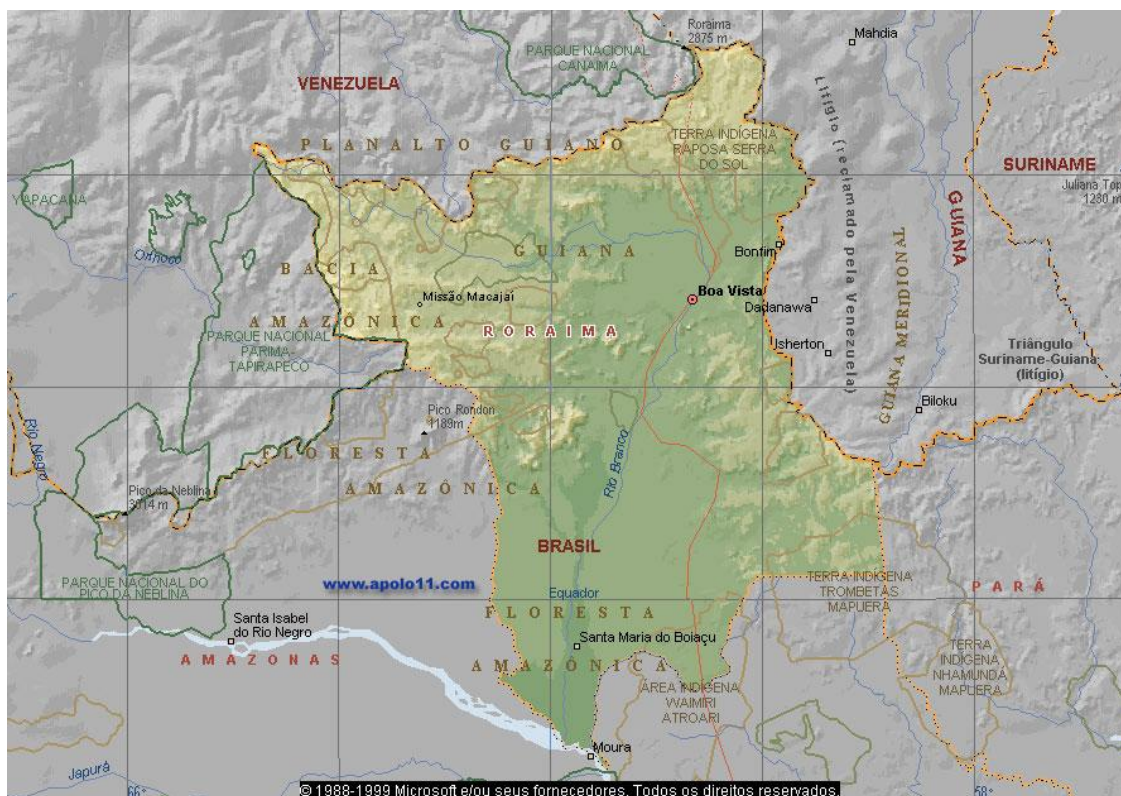 Roraima
2875 m
Mahdia
PARQUE NACIONAL
CANAIMA
VENEZUELA
Litígio (reclamado pela Venezuela)
PLANALTO GUIANO
TERRA INDÍGENA
RAPOSA SERRA
DO SOL
SURINAME
Juliana Top
1280 m
YAPACANA
GUIANA
Orinoco
GUIANA
Bonfim
BACIA
Missão Macajaí
Boa Vista
Dadanawa
GUIANA MERIDIONAL
AMAZÔNICA
RORAIMA
PARQUE NACIONAL
PARIMA-
TAPIRAPECO
Isherton
Triângulo
Suriname-Guiana
(litígio)
Pico Rondon
1189m
Biloku
Rio Negro
FLORESTA
Rio Branco
AMAZÔNICA
Pico da Neblina
3014 m
BRASIL
PARQUE NACIONAL DO
PICO DA NEBLINA
www.apolo11.com
Equador
TERRA INDÍGENA
TROMBETAS
MAPUERA
PARÁ
Santa Isabel
do Rio Negro
FLORESTA
Santa Maria do Boiaçu
AMAZONAS
AMAZÔNICA
TERRA
INDÍGENA
NHAMUNDÁ
MAPUERA
ÁREA INDÍGENA
WAIMIRI
ATROARI
Moura
Japurá
66°
58°
© 1988-1999 Microsoft e/ou seus fornecedores. Todos os direitos reservados.